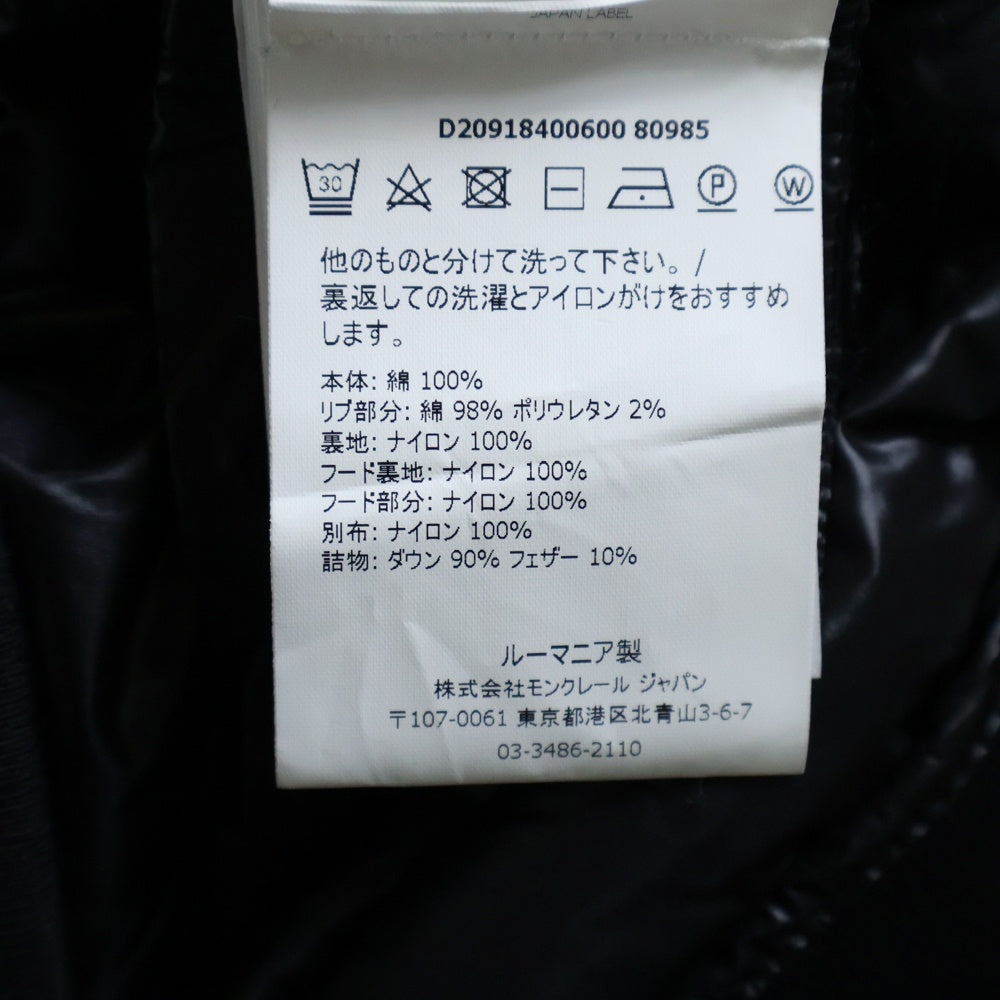 JAPAN LABEL
D20918400600 80985
30 P W
他のものと分けて洗って下さい。/
裏返しての洗濯とアイロンがけをおすすめ
します。
本体: 綿 100%
リブ部分: 綿 98% ポリウレタン 2%
裏地: ナイロン 100%
フード裏地: ナイロン 100%
フード部分: ナイロン 100%
別布: ナイロン 100%
詰物: ダウン 90% フェザー 10%
ルーマニア製
株式会社モンクレール ジャパン
〒107-0061 東京都港区北青山3-6-7
03-3486-2110